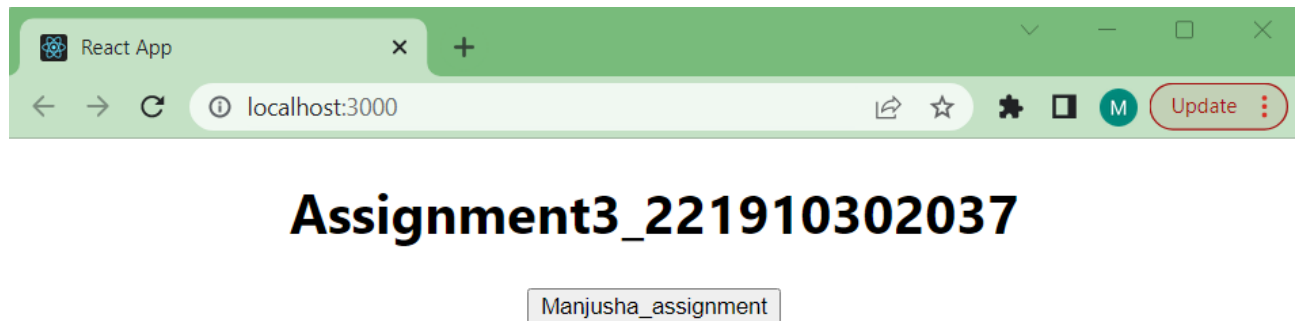 React App
localhost:3000
M
Update
Assignment3_221910302037
Manjusha_assignment